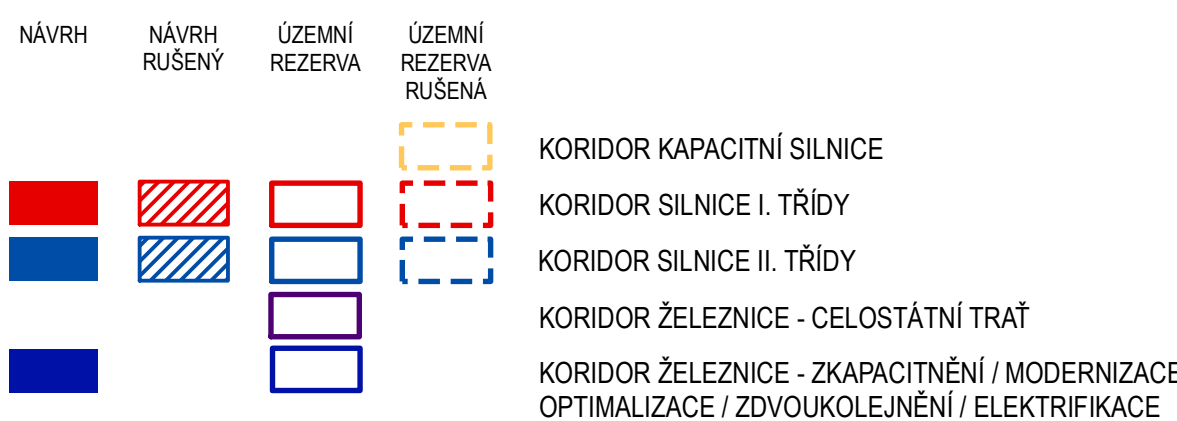 NÁVRH
NÁVRH
RUŠENÝ
ÚZEMNÍ
REZERVA
ÚZEMNÍ
REZERVA
RUŠENÁ
KORIDOR KAPACITNÍ SILNICE
KORIDOR SILNICE I. TŘÍDY
KORIDOR SILNICE II. TŘÍDY
KORIDOR ŽELEZNICE - CELOSTÁTNÍ TRAŤ
KORIDOR ŽELEZNICE - ZKAPACITNĚNÍ / MODERNIZACE
OPTIMALIZACE / ZDVOUKOLEJNĚNÍ / ELEKTRIFIKACE